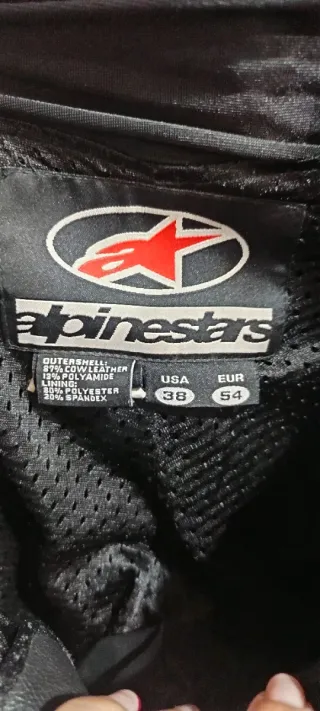 alpinestars
OUTERSHELL:
87% COW LEATHER
13% POLYAMIDE
LINING:
80% POLYESTER
20% SPANDEX
USA EUR
38 54